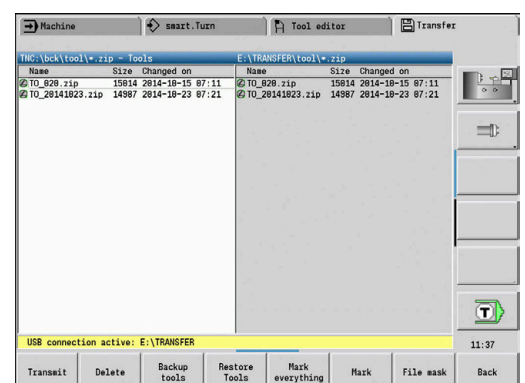 Machine smart.Turn Tool editor Transfer
TNC:\bck\tool\*.zip - Tools E:\TRANSFER\tool\*.zip
Name Size Changed on Name Size Changed on
TO_020.zip 15014 2014-10-15 07:11 TO_020.zip 15014 2014-10-15 07:11
TO_20141023.zip 14987 2014-10-23 07:21 TO_20141023.zip 14987 2014-10-23 07:21
T
USB connection active: E:\TRANSFER
11:37
Transmit Delete Backup tools Restore Tools Mark everything Mark File mask Back